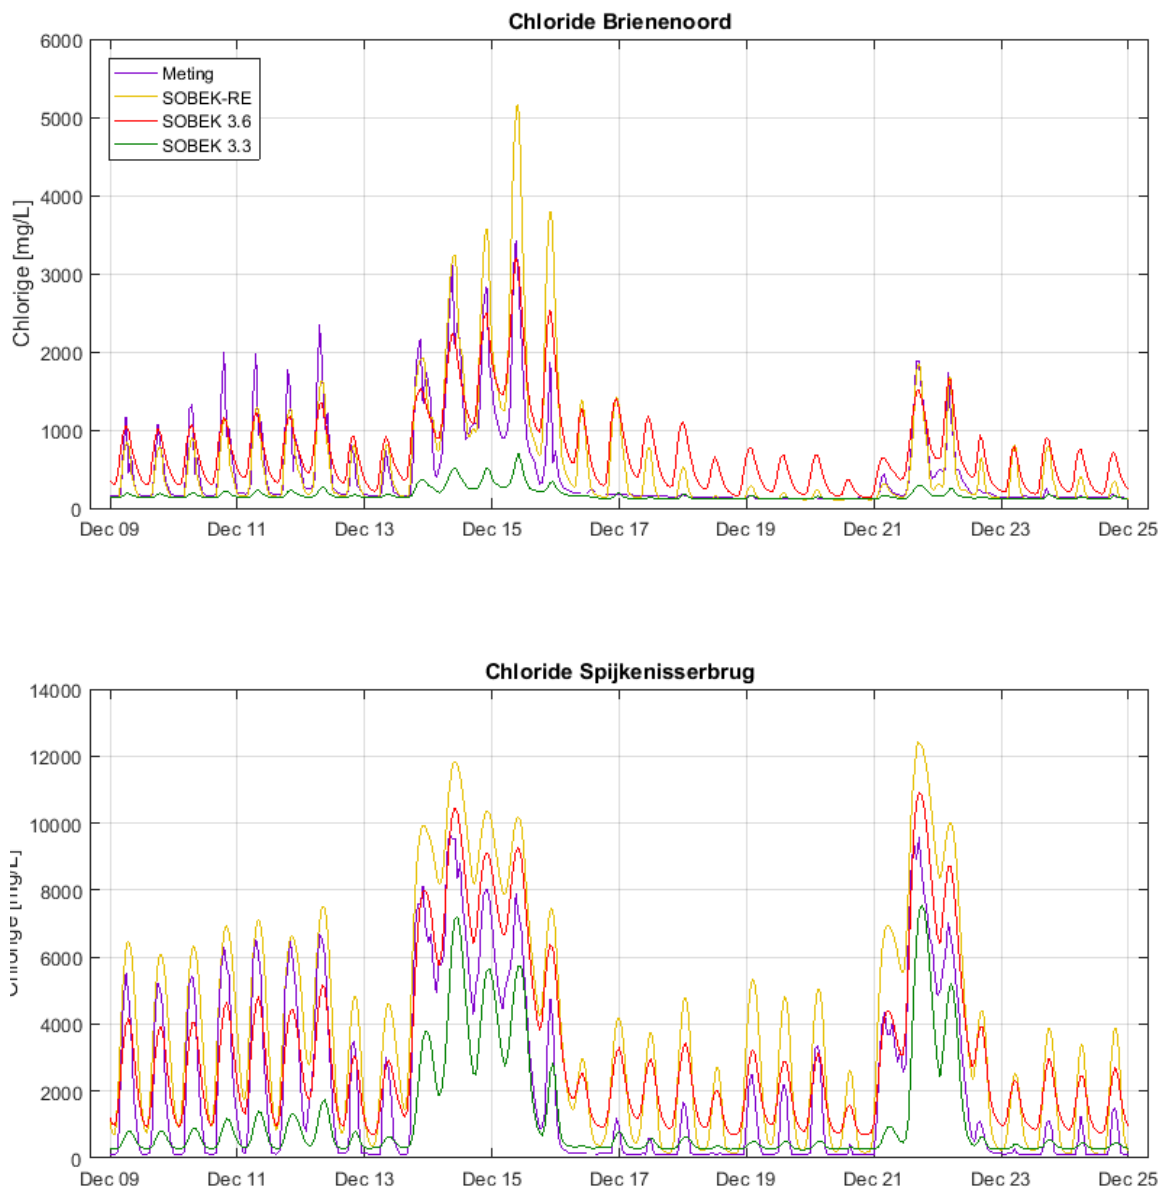 Chloride Brienenoord
6000
5000
4000
3000
2000
1000
0
Chlorige [mg/L]
Meting
SOBEK-RE
SOBEK 3.6
SOBEK 3.3
Dec 09 Dec 11 Dec 13 Dec 15 Dec 17 Dec 19 Dec 21 Dec 23 Dec 25
Chloride Spijkenisserbrug
14000
12000
10000
8000
6000
4000
2000
0
Chlorige [mg/L]
Dec 09 Dec 11 Dec 13 Dec 15 Dec 17 Dec 19 Dec 21 Dec 23 Dec 25